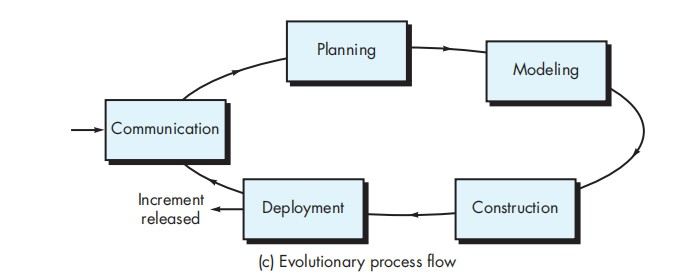 Planning
Modeling
Communication
Increment
released
Deployment
Construction
(c) Evolutionary process flow